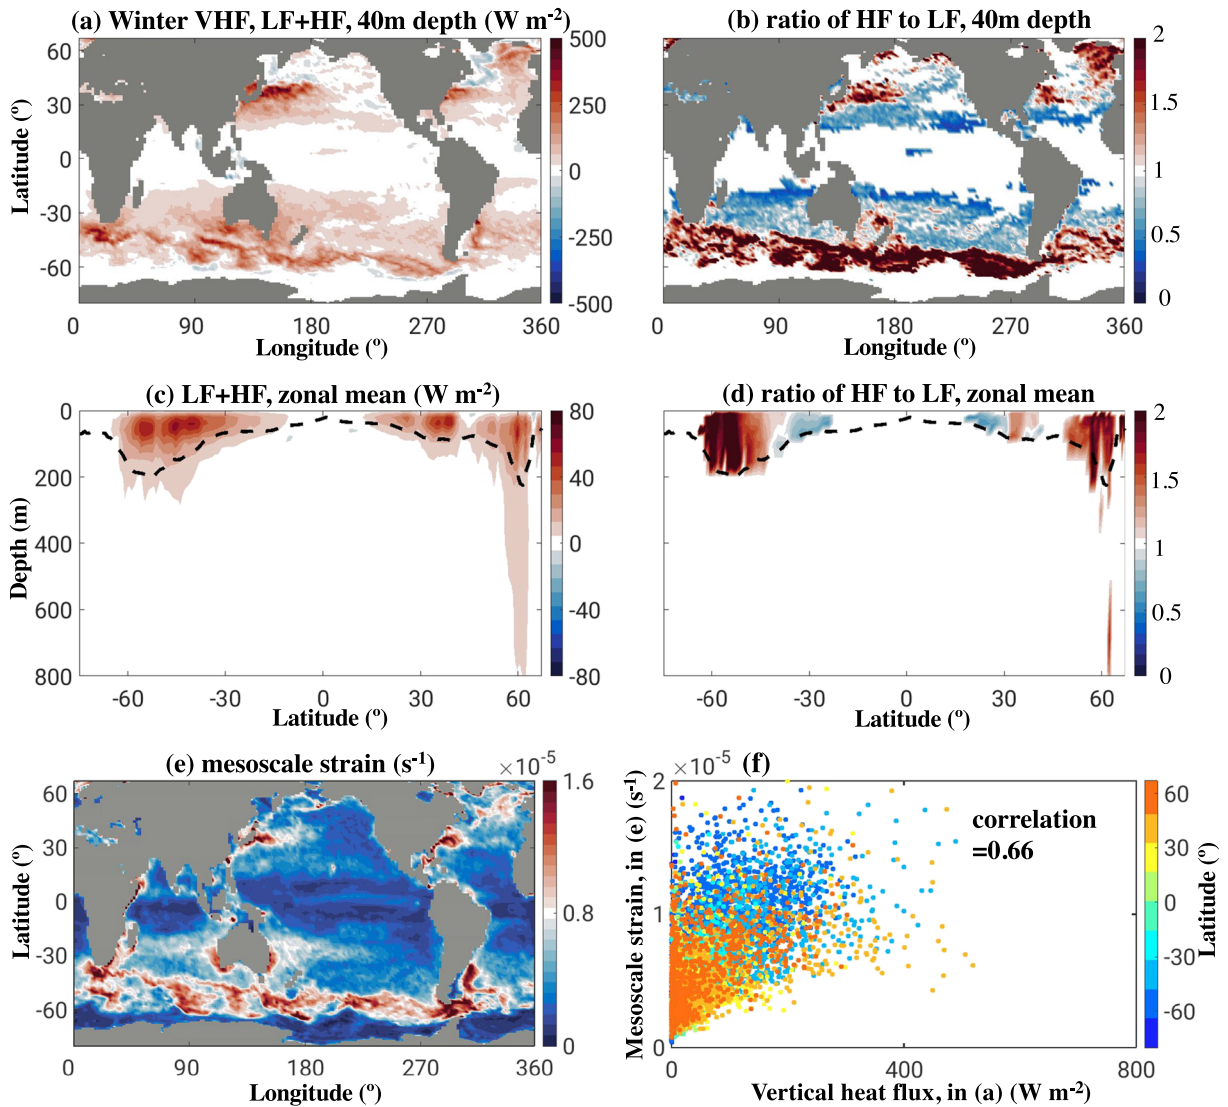 (a) Winter VHF, LF+HF, 40m depth (W m-2)
(b) ratio of HF to LF, 40m depth
60
30
0
-30
-60
Latitude (º)
0 90 180 270 360
Longitude (º)
500
250
0
-250
-500
60
30
0
-30
-60
0 90 180 270 360
Longitude (º)
2
1.5
1
0.5
0
(c) LF+HF, zonal mean (W m-2)
(d) ratio of HF to LF, zonal mean
0
200
400
600
800
Depth (m)
-60 -30 0 30 60
Latitude (º)
80
40
0
-40
-80
-60 -30 0 30 60
Latitude (º)
2
1.5
1
0.5
0
(e) mesoscale strain (s-1)
×10-5
60
30
0
-30
-60
Latitude (º)
0 90 180 270 360
Longitude (º)
1.6
0.8
0
(f)
×10-5
2
1
0
Mesoscale strain, in (e) (s-1)
correlation
=0.66
0 400 800
Vertical heat flux, in (a) (W m-2)
60
30
0
-30
-60
Latitude (º)